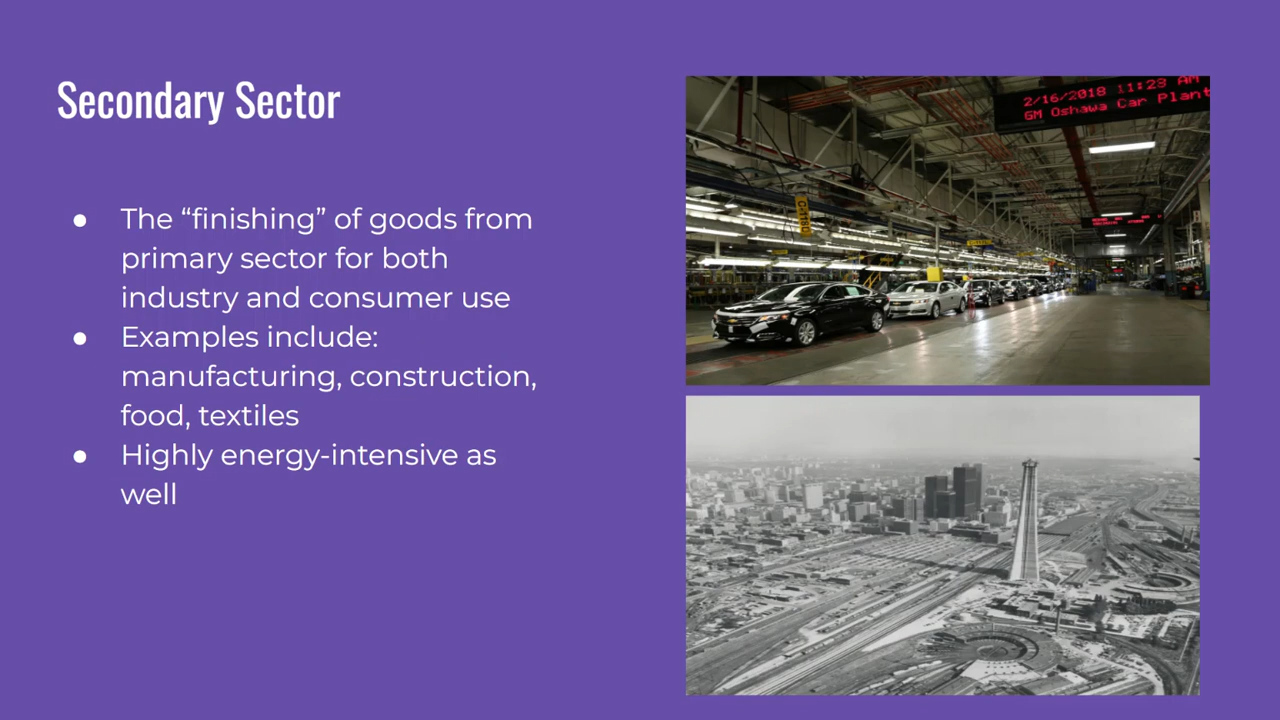 Secondary Sector
● The “finishing” of goods from
primary sector for both
industry and consumer use
● Examples include:
manufacturing, construction,
food, textiles
● Highly energy-intensive as
well
2/16/2018 11:23 AM
GM Oshawa Car Plant